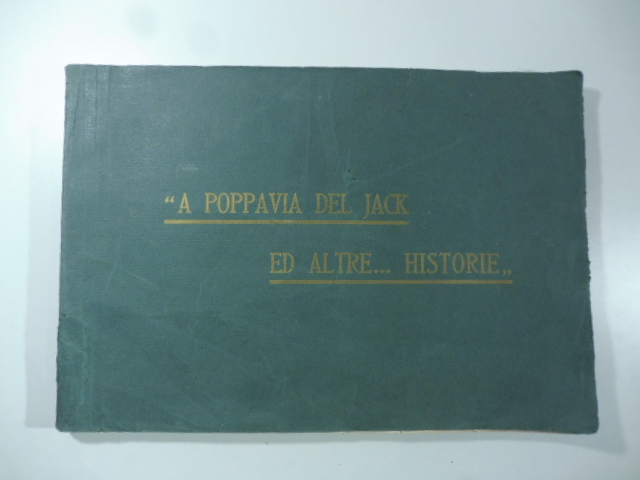 “A POPPAVIA DEL JACK
ED ALTRE... HISTORIE„